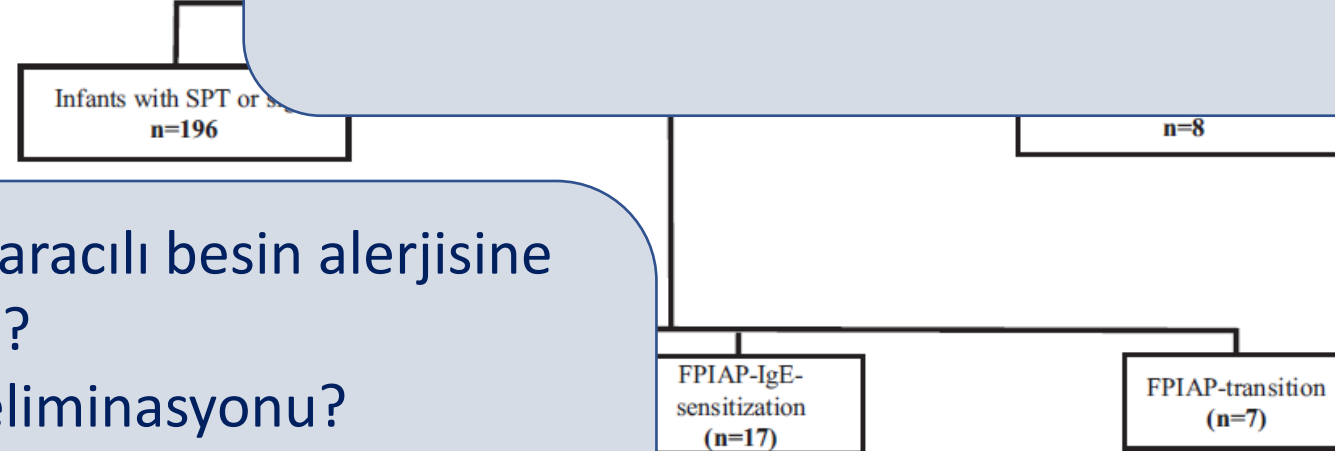 Infants with SPT or
n=196
n=8
aracılı besin alerjisine
?
eliminasyonu?
FPIAP-IgE-
sensitization
(n=17)
FPIAP-transition
(n=7)